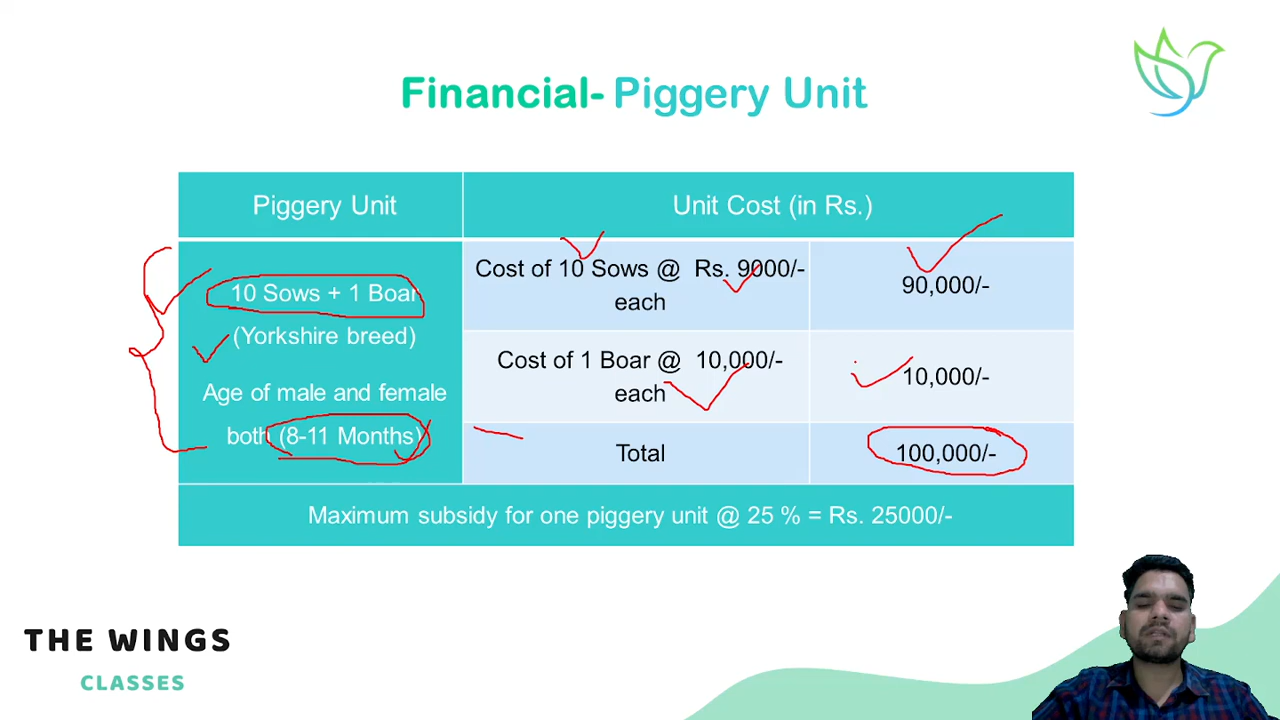 Financial- Piggery Unit
Piggery Unit
Unit Cost (in Rs.)
10 Sows + 1 Boar
(Yorkshire breed)
Age of male and female
both (8-11 Months)
Cost of 10 Sows @ Rs. 9000/-
each
90,000/-
Cost of 1 Boar @ 10,000/-
each
10,000/-
Total
100,000/-
Maximum subsidy for one piggery unit @ 25 % = Rs. 25000/-
THE WINGS
CLASSES